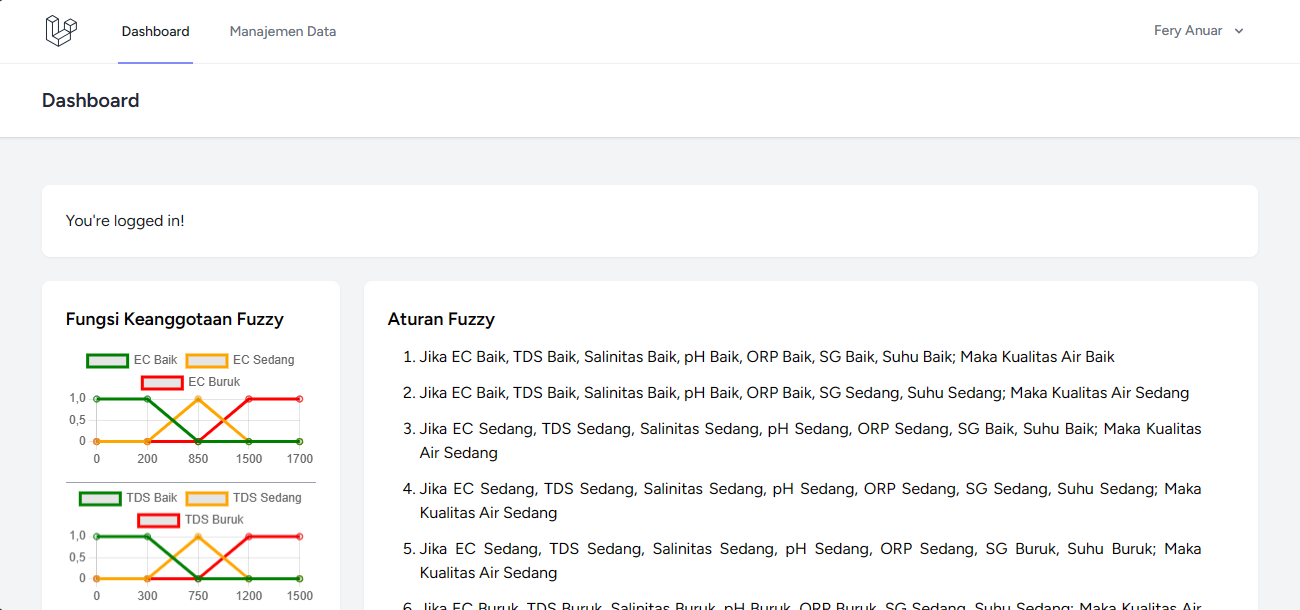 Dashboard
Manajemen Data
Fery Anuar
Dashboard
You're logged in!
Fungsi Keanggotaan Fuzzy
EC Baik
EC Sedang
EC Buruk
1,0
0,5
0
0 200 850 1500 1700
TDS Baik
TDS Sedang
TDS Buruk
1,0
0,5
0
0 300 750 1200 1500
Aturan Fuzzy
1. Jika EC Baik, TDS Baik, Salinitas Baik, pH Baik, ORP Baik, SG Baik, Suhu Baik; Maka Kualitas Air Baik
2. Jika EC Baik, TDS Baik, Salinitas Baik, pH Baik, ORP Baik, SG Sedang, Suhu Sedang; Maka Kualitas Air Sedang
3. Jika EC Sedang, TDS Sedang, Salinitas Sedang, pH Sedang, ORP Sedang, SG Baik, Suhu Baik; Maka Kualitas
Air Sedang
4. Jika EC Sedang, TDS Sedang, Salinitas Sedang, pH Sedang, ORP Sedang, SG Sedang, Suhu Sedang; Maka
Kualitas Air Sedang
5. Jika EC Sedang, TDS Sedang, Salinitas Sedang, pH Sedang, ORP Sedang, SG Buruk, Suhu Buruk; Maka
Kualitas Air Sedang
6. Jika EC Buruk, TDS Buruk, Salinitas Buruk, pH Buruk, ORP Buruk, SG Sedang, Suhu Sedang; Maka Kualitas Air